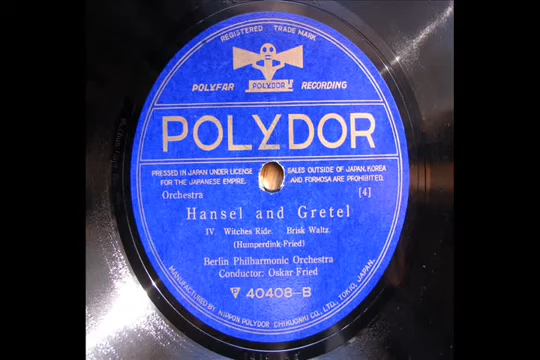 REGISTERED TRADE MARK
POLYFAR POLYDOR RECORDING
POLYDOR
PRESSED IN JAPAN UNDER LICENSE
FOR THE JAPANESE EMPIRE.
SALES OUTSIDE OF JAPAN, KOREA
AND FORMOSA ARE PROHIBITED.
Orchestra [4]
Hansel and Gretel
IV. Witches Ride. Brisk Waltz.
(Humperdink-Fried)
Berlin Philharmonic Orchestra
Conductor: Oskar Fried
40408-B
MANUFACTURED BY NIPPON POLYDOR CHIKUONKI CO., LTD. TOKYO, JAPAN.